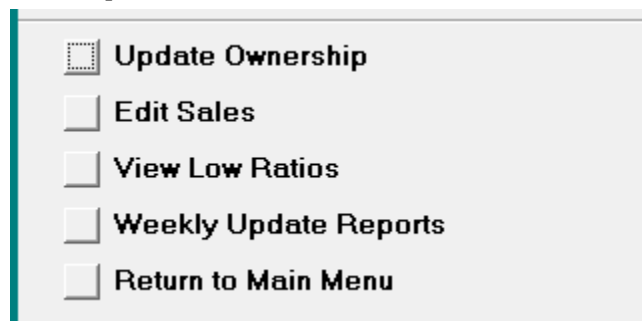 Update Ownership
Edit Sales
View Low Ratios
Weekly Update Reports
Return to Main Menu